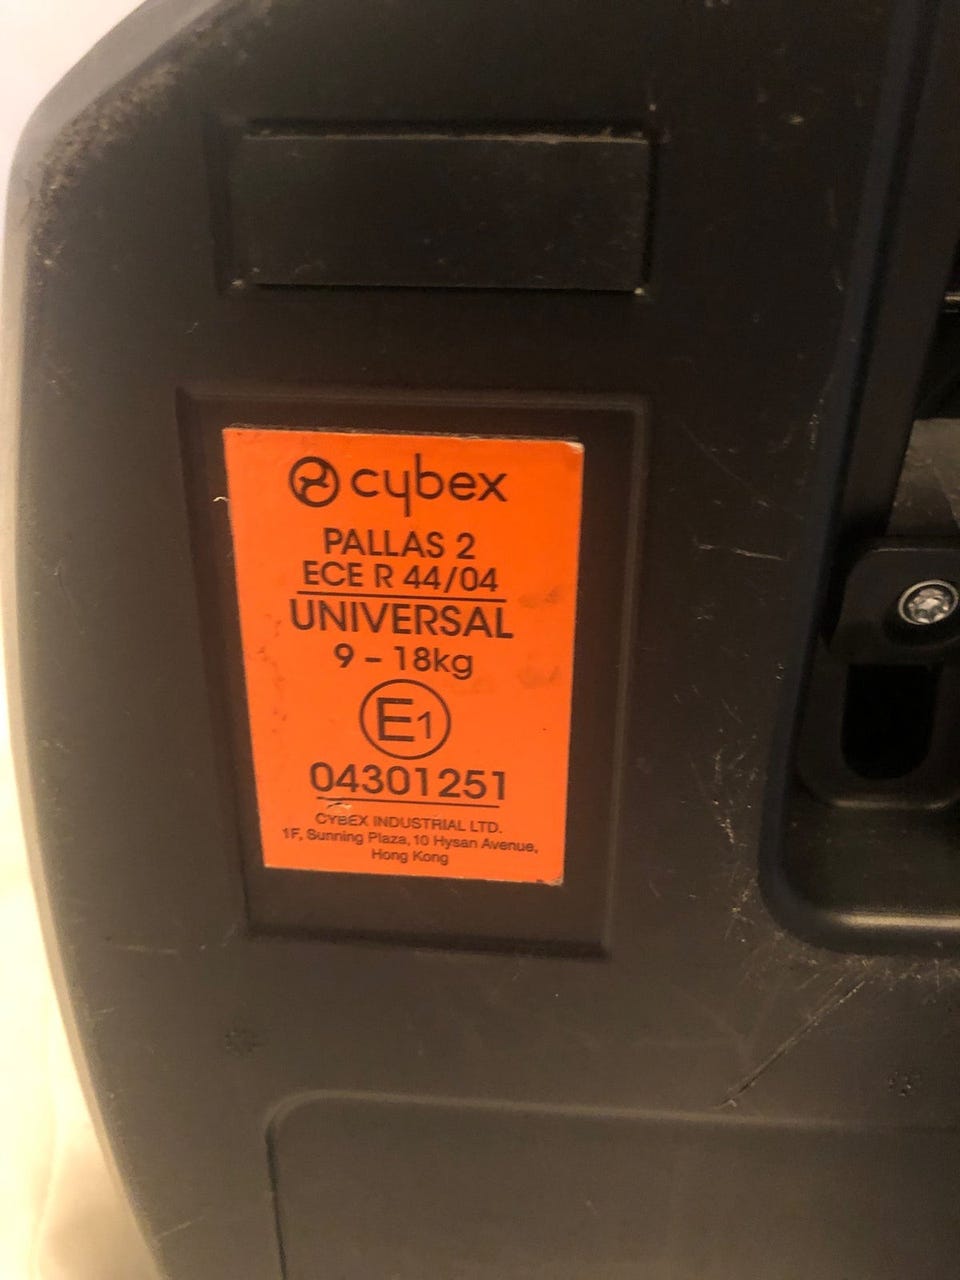 cybex
PALLAS 2
ECE R 44/04
UNIVERSAL
9 - 18kg
E1
04301251
CYBEX INDUSTRIAL LTD.
1F, Sunning Plaza, 10 Hysan Avenue,
Hong Kong